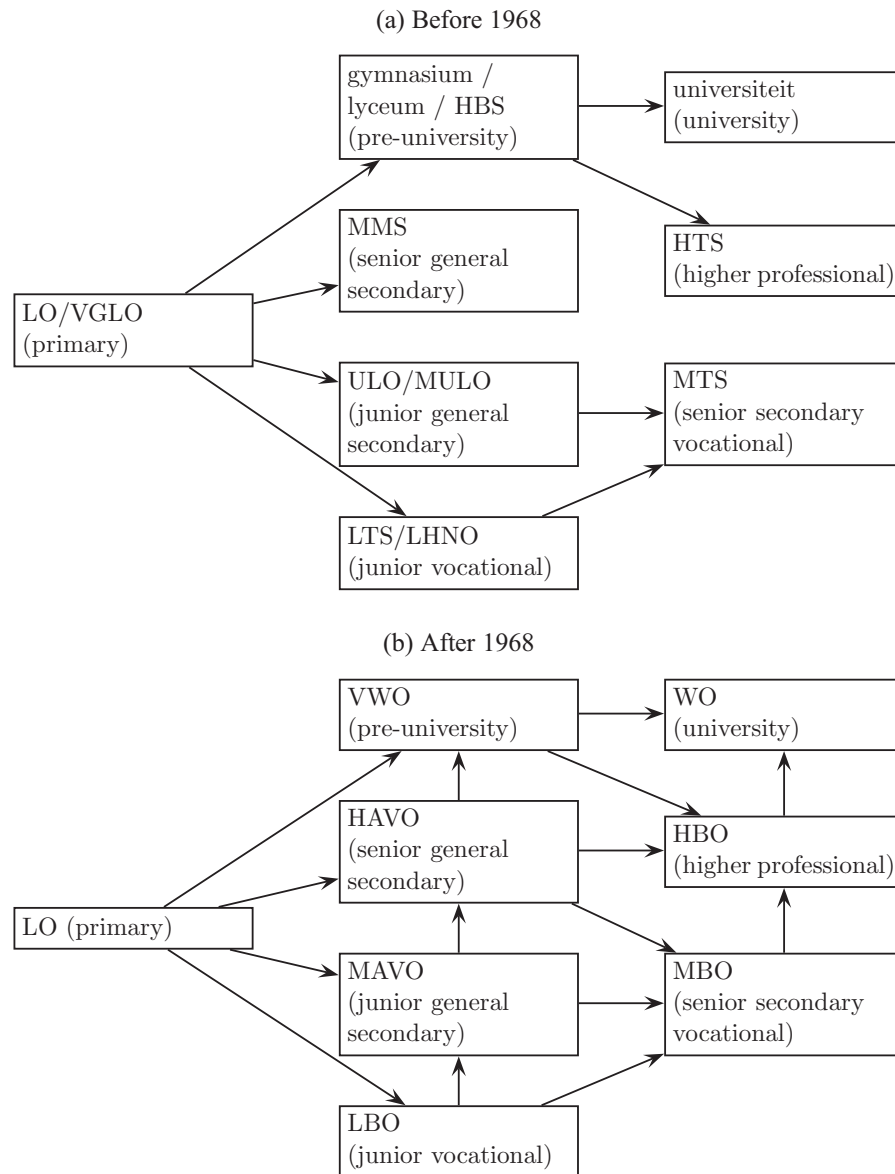 (a) Before 1968
gymnasium /
lyceum / HBS
(pre-university)
universiteit
(university)
MMS
(senior general
secondary)
HTS
(higher professional)
LO/VGLO
(primary)
ULO/MULO
(junior general
secondary)
MTS
(senior secondary
vocational)
LTS/LHNO
(junior vocational)
(b) After 1968
VWO
(pre-university)
WO
(university)
HAVO
(senior general
secondary)
HBO
(higher professional)
LO (primary)
MAVO
(junior general
secondary)
MBO
(senior secondary
vocational)
LBO
(junior vocational)